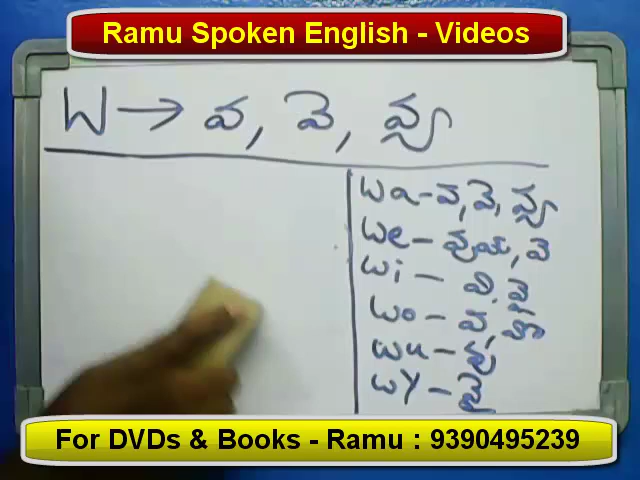 Ramu Spoken English - Videos
W → వ, వె, వ్యు
wa - వ, వె, వ్యు
we - , వె
wi - వి, వై
wo - వొ,
wu - వు
wy - వై
For DVDs & Books - Ramu : 9390495239